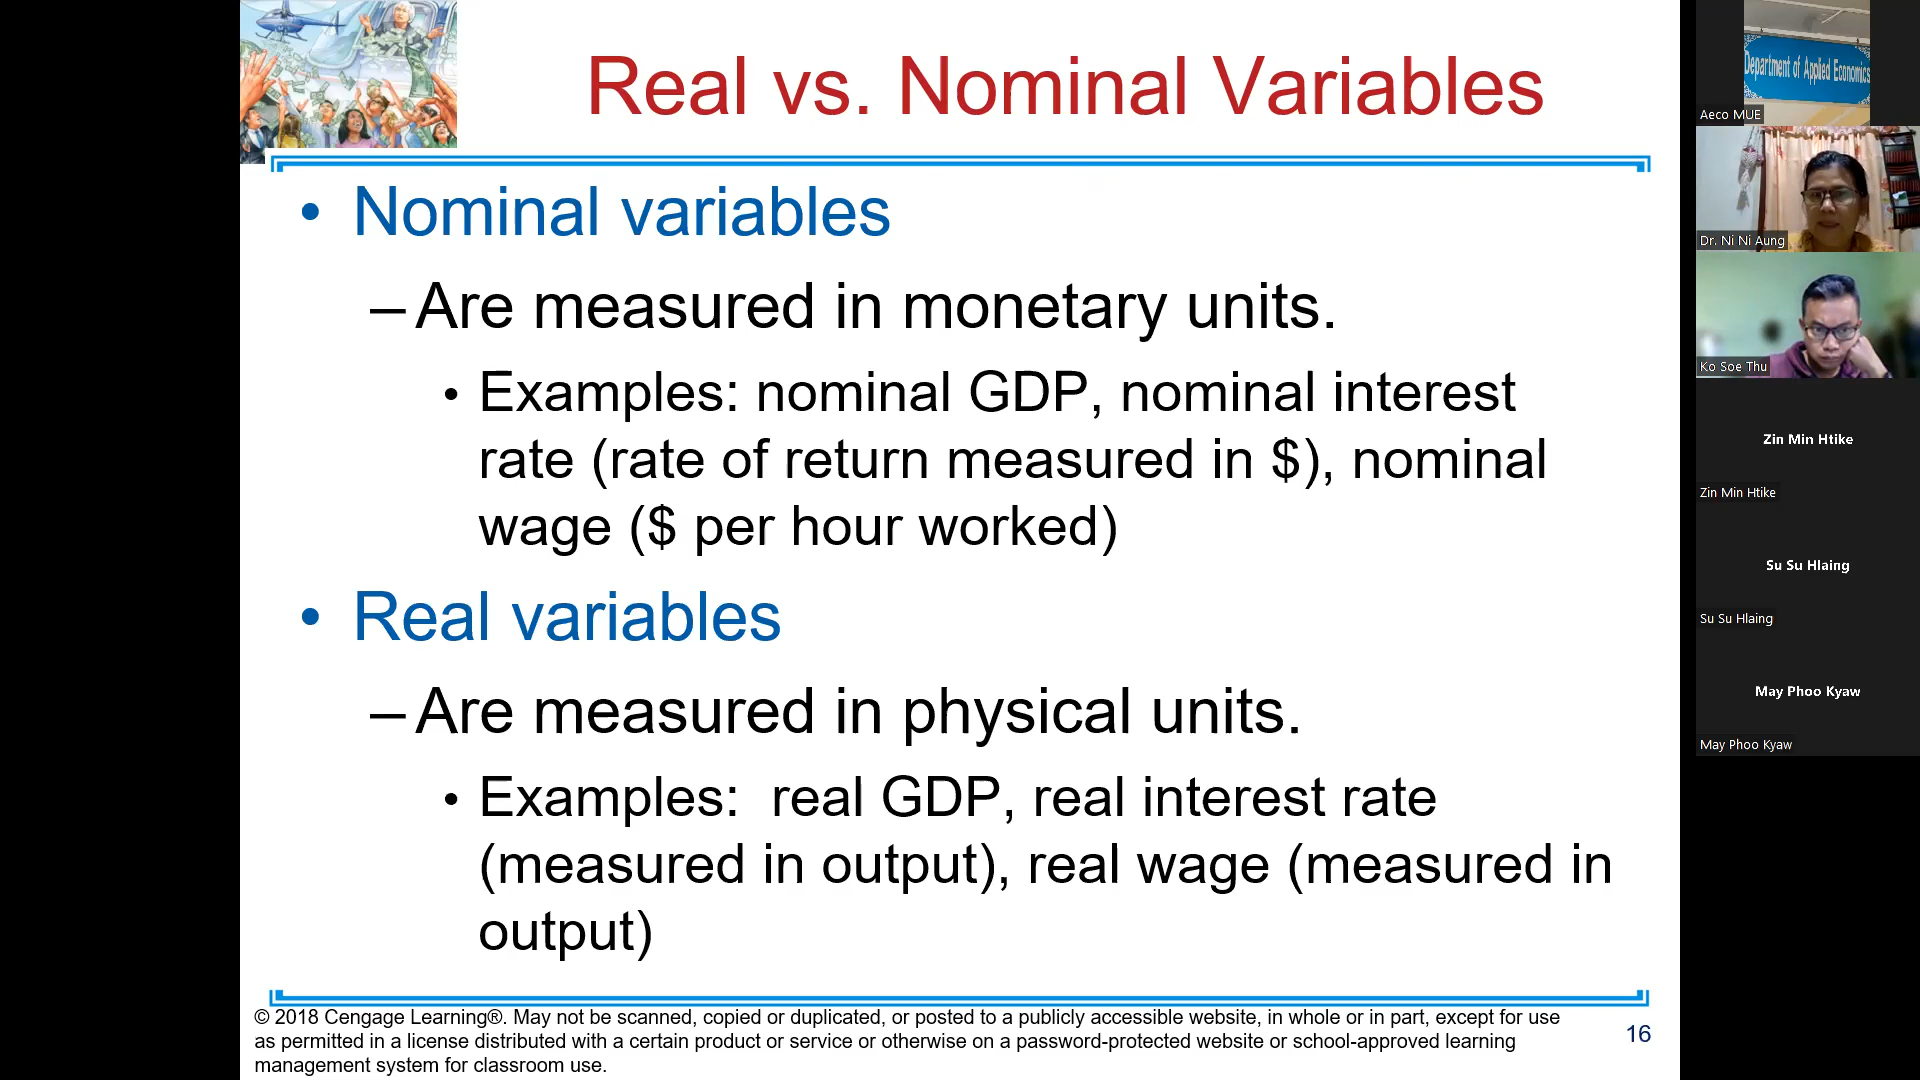 Real vs. Nominal Variables
• Nominal variables
– Are measured in monetary units.
• Examples: nominal GDP, nominal interest
rate (rate of return measured in $), nominal
wage ($ per hour worked)
• Real variables
– Are measured in physical units.
• Examples:  real GDP, real interest rate
(measured in output), real wage (measured in
output)
© 2018 Cengage Learning®. May not be scanned, copied or duplicated, or posted to a publicly accessible website, in whole or in part, except for use
as permitted in a license distributed with a certain product or service or otherwise on a password-protected website or school-approved learning
management system for classroom use.
16
Department of Applied Economics
Aeco MUE
Dr. Ni Ni Aung
Ko Soe Thu
Zin Min Htike
Zin Min Htike
Su Su Hlaing
Su Su Hlaing
May Phoo Kyaw
May Phoo Kyaw